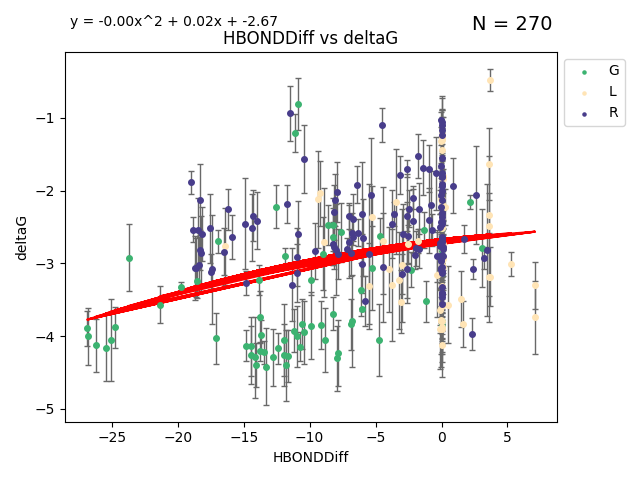 y = -0.00x^2 + 0.02x + -2.67
N = 270
HBONDDiff vs deltaG
G
L
R
deltaG
−1
−2
−3
−4
−5
−25
−20
−15
−10
−5
0
5
HBONDDiff